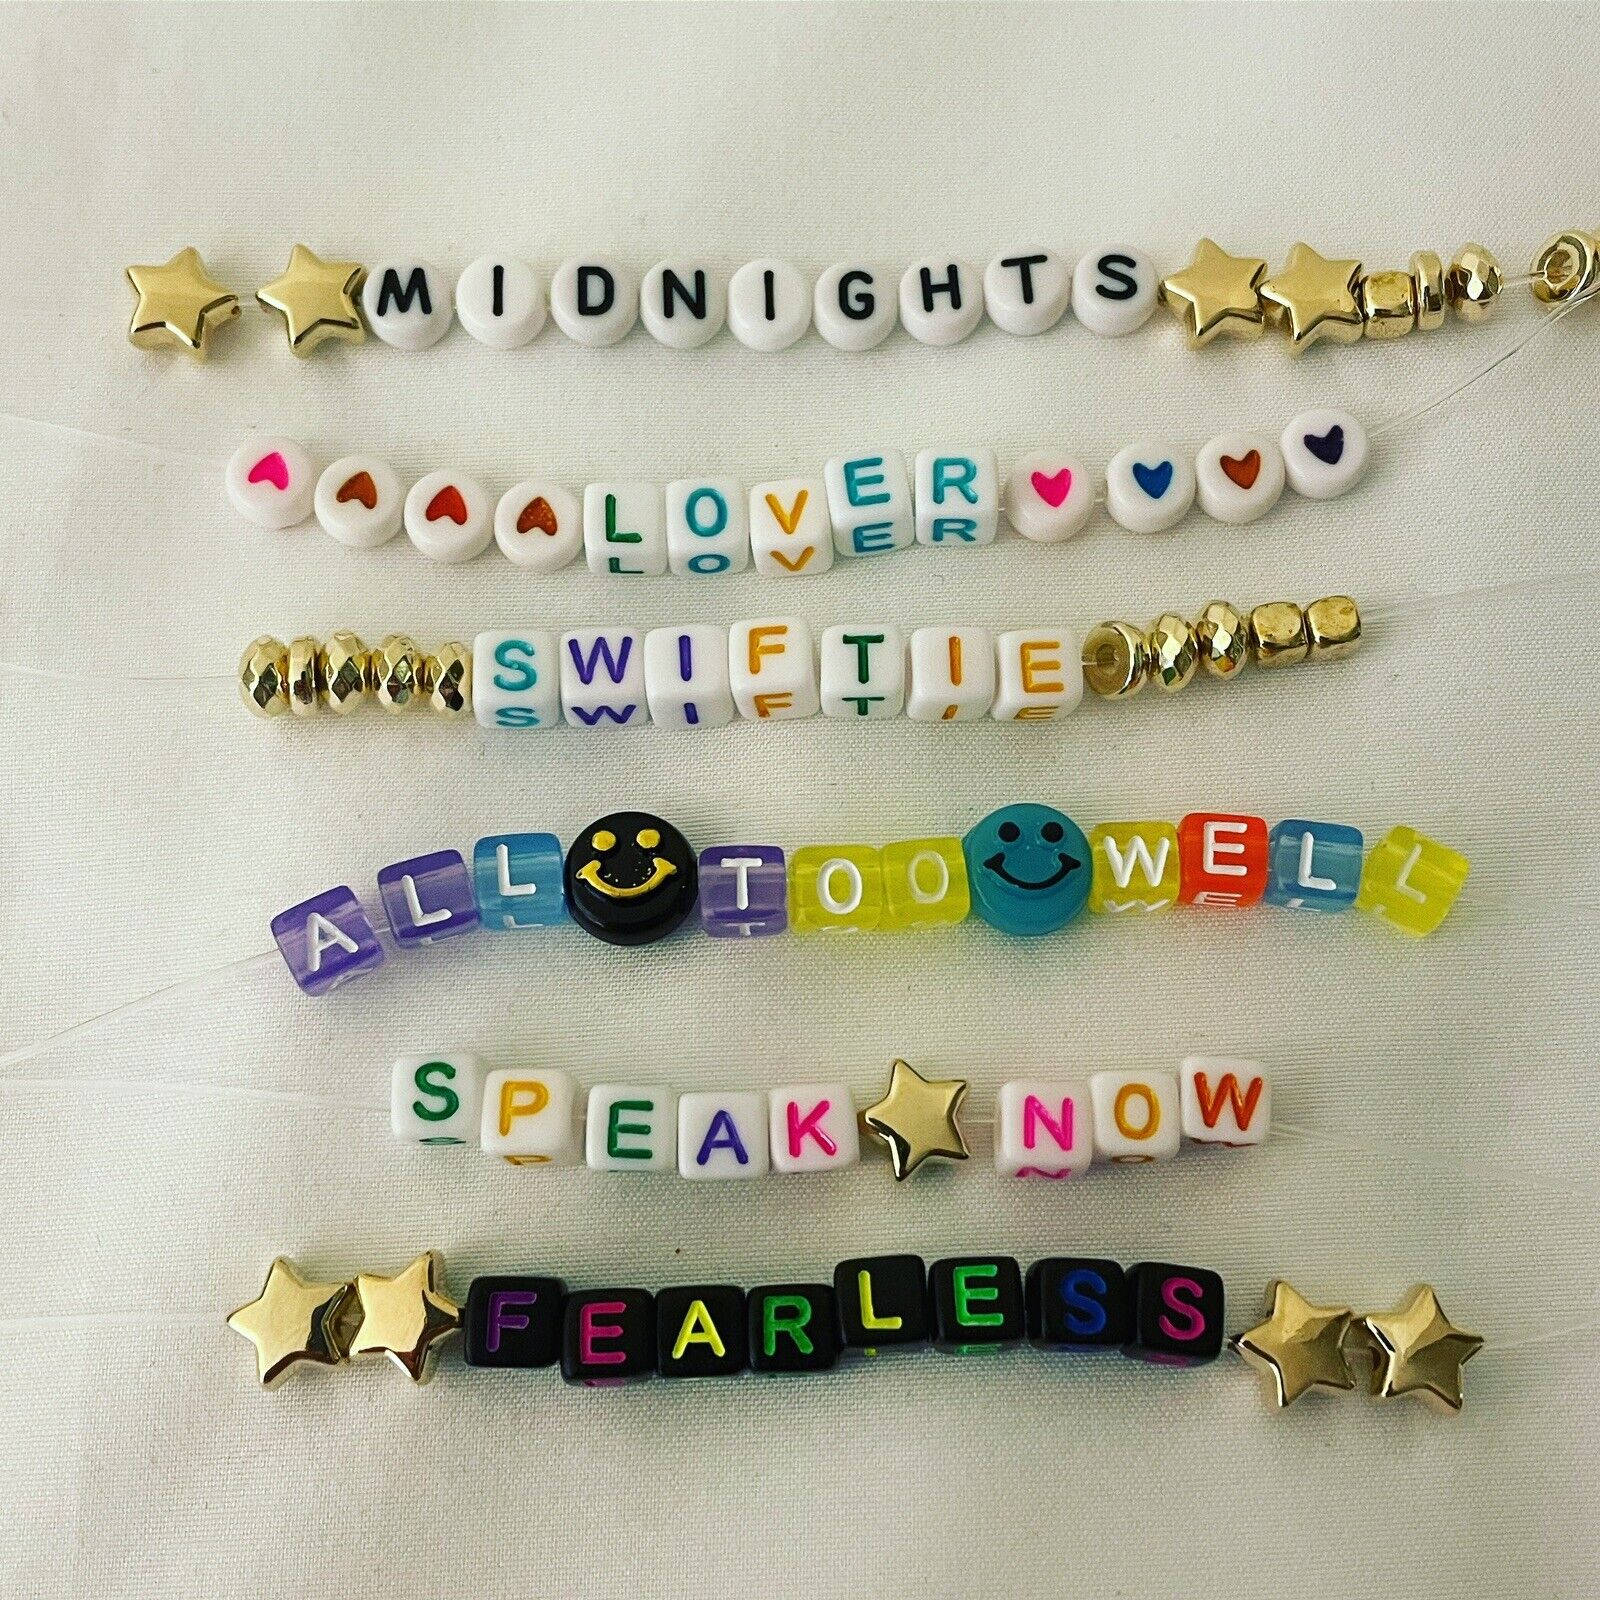 MIDNIGHTS
LOVER
SWIFTIE
ALL TOO WELL
SPEAK NOW
FEARLESS